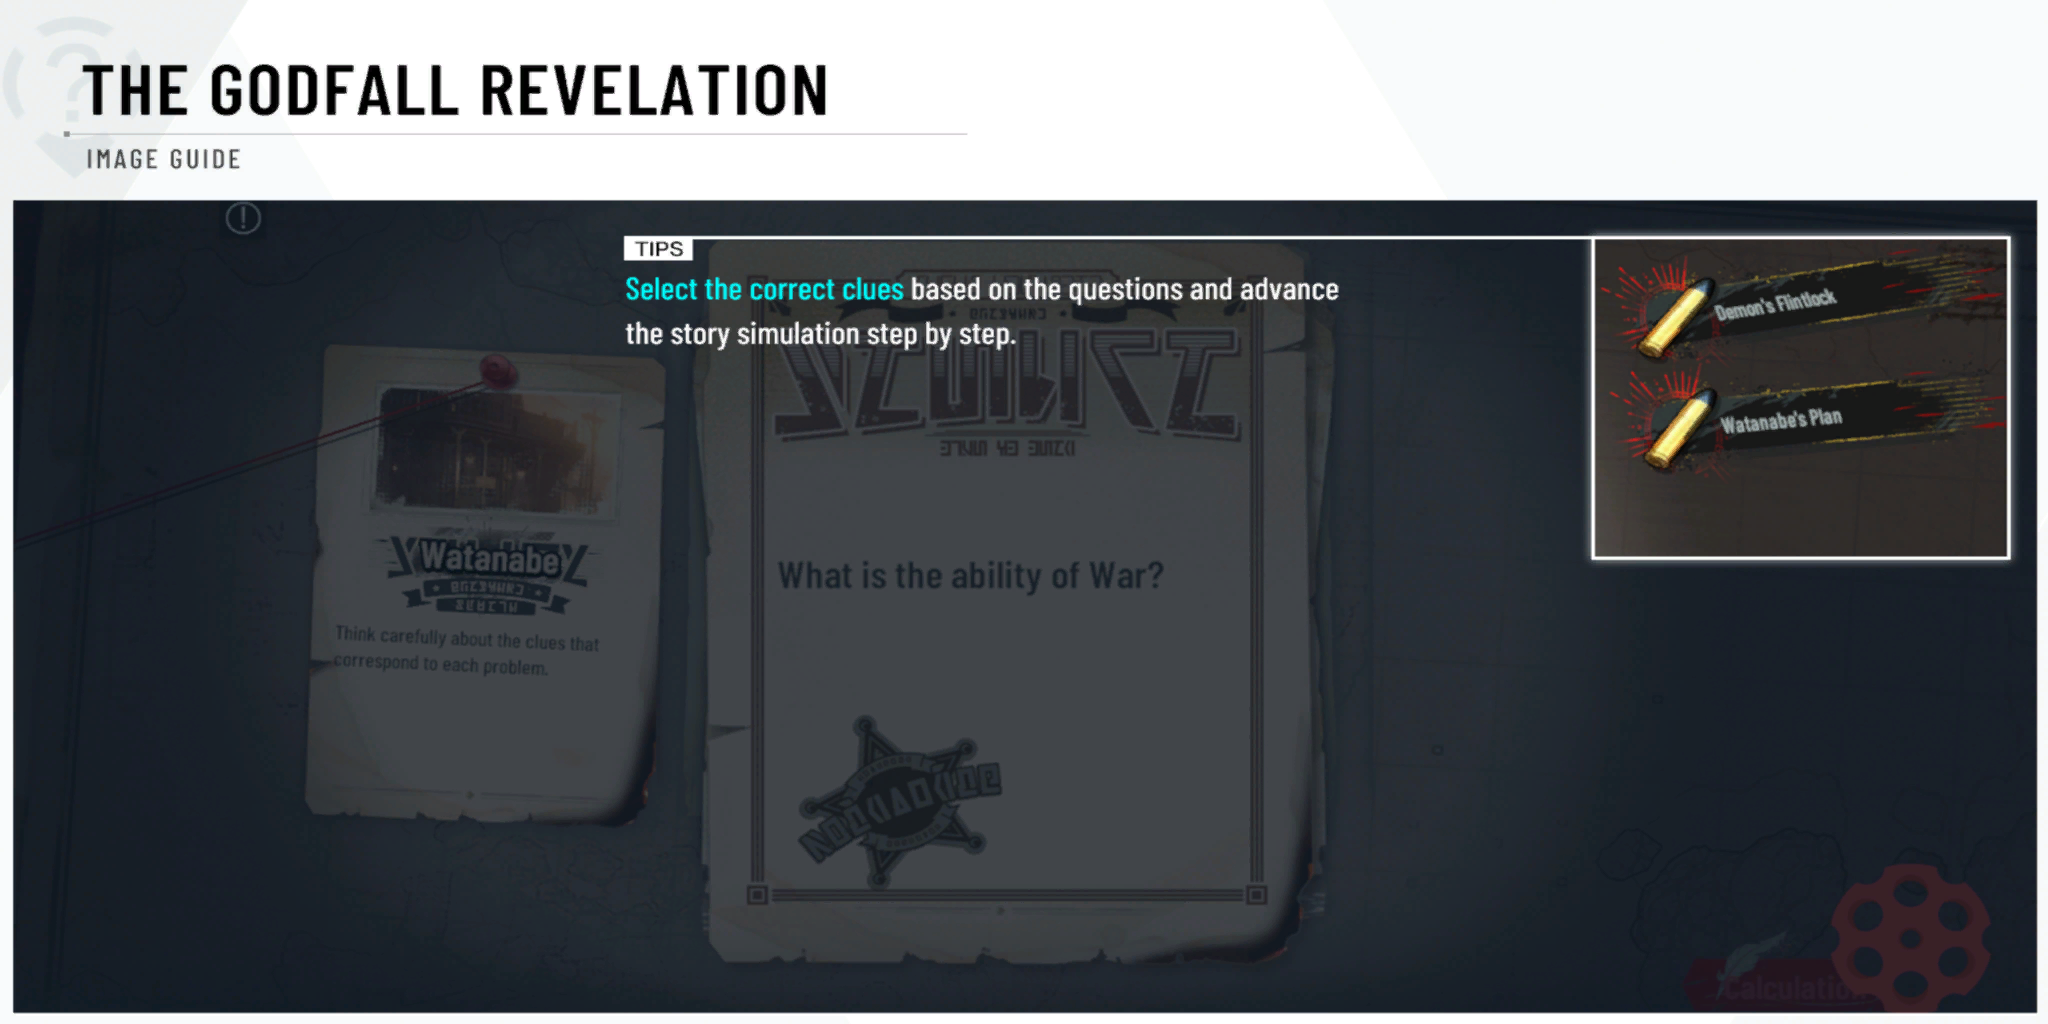 THE GODFALL REVELATION
IMAGE GUIDE
TIPS
Select the correct clues based on the questions and advance
the story simulation step by step.
Demon's Flintlock
Watanabe's Plan
Watanabe
Think carefully about the clues that
correspond to each problem.
What is the ability of War?
Calculation